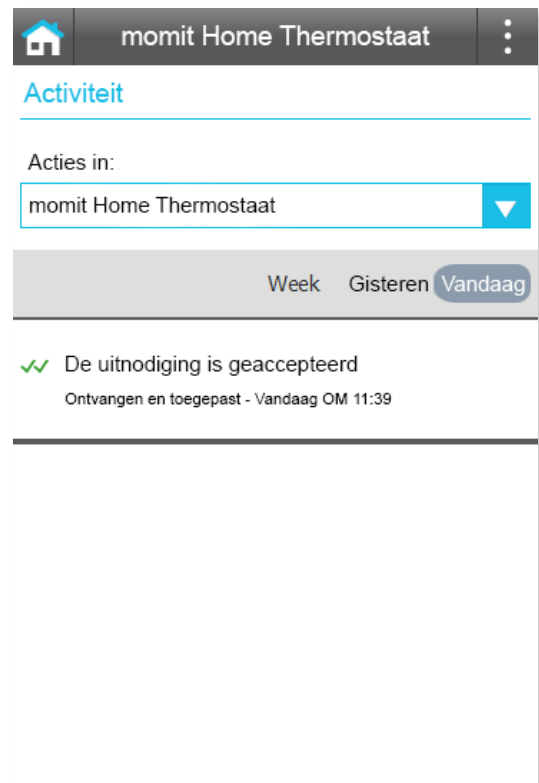 momit Home Thermostaat
Activiteit
Acties in:
momit Home Thermostaat
Week Gisteren Vandaag
De uitnodiging is geaccepteerd
Ontvangen en toegepast - Vandaag OM 11:39